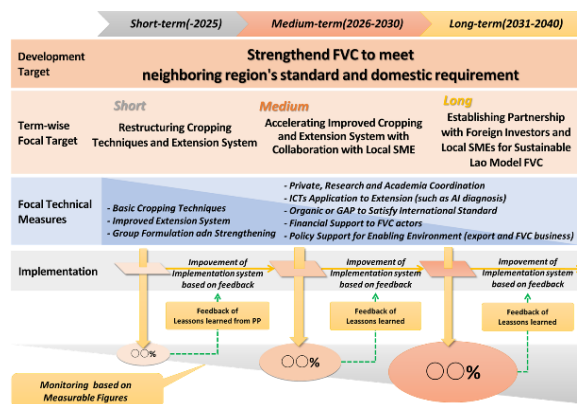 Short-term(-2025)
Medium-term(2026-2030)
Long-term(2031-2040)
Development
Target
Strengthend FVC to meet
neighboring region's standard and domestic requirement
Term-wise
Focal Target
Short
Restructuring Cropping
Techniques and Extension System
Medium
Accelerating Improved Cropping
and Extension System with
Collaboration with Local SME
Long
Establishing Partnership
with Foreign Investors and
Local SMEs for Sustainable
Lao Model FVC
Focal Technical
Measures
- Basic Cropping Techniques
- Improved Extension System
- Group Formulation adn Strengthening
- Private, Research and Academia Coordination
- ICTs Application to Extension (such as AI diagnosis)
- Organic or GAP to Satisfy International Standard
- Financial Support to FVC actors
- Policy Support for Enabling Environment (export and FVC business)
Implementation
Impovement of
Implementation system
based on feedback
Impovement of
Implementation system
based on feedback
Impovement of
Implementation system
based on feedback
Feedback of
Leassons learned from PP
Feedback of
Leassons learned
Feedback of
Leassons learned
○○%
○○%
○○%
Monitoring based on
Measurable Figures